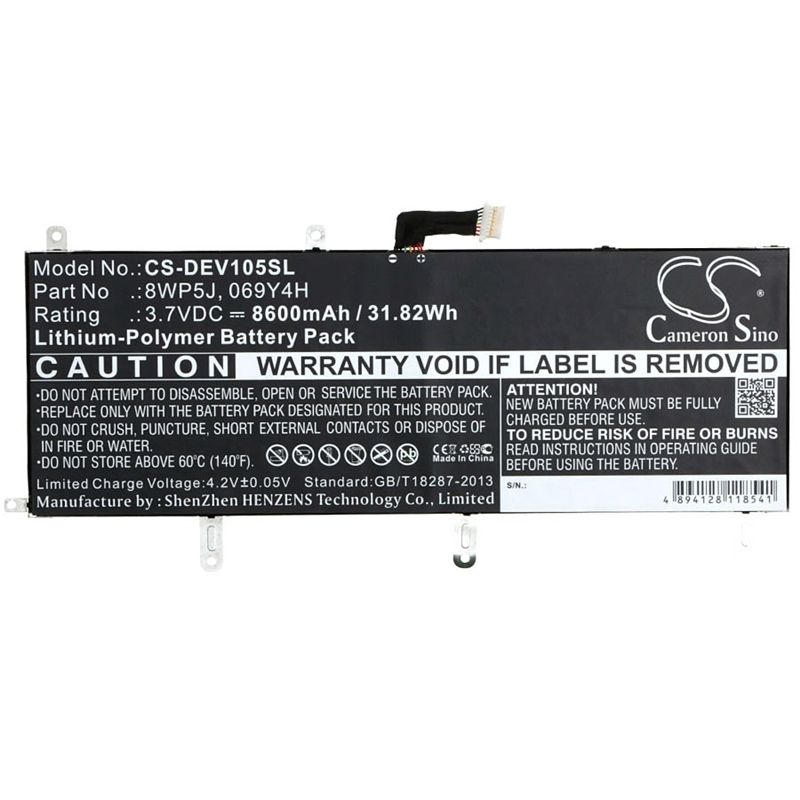 Model No.:CS-DEV105SL
Part No :8WP5J, 069Y4H
Rating :3.7VDC ⎓ 8600mAh / 31.82Wh
Lithium-Polymer Battery Pack
CS
Cameron Sino
CAUTION
WARRANTY VOID IF LABEL IS REMOVED
•DO NOT ATTEMPT TO DISASSEMBLE, OPEN OR SERVICE THE BATTERY PACK.
•REPLACE ONLY WITH THE BATTERY PACK DESIGNATED FOR THIS PRODUCT.
•DO NOT CRUSH, PUNCTURE, SHORT EXTERNAL CONTACTS OR DISPOSE OF
IN FIRE OR WATER.
•DO NOT STORE ABOVE 60°C (140°F).
CE
Made In China
Limited Charge Voltage:4.2V±0.05V Standard:GB/T18287-2013
Manufacture by: ShenZhen HENZENS Technology Co., Limited
ATTENTION!
NEW BATTERY PACK MUST BE FULLY
CHARGED BEFORE USE.
TO REDUCE RISK OF FIRE OR BURNS
READ INSTRUCTIONS IN OPERATING GUIDE
BEFORE USING BATTERY PACK.
S/N.:
4 894128 118541